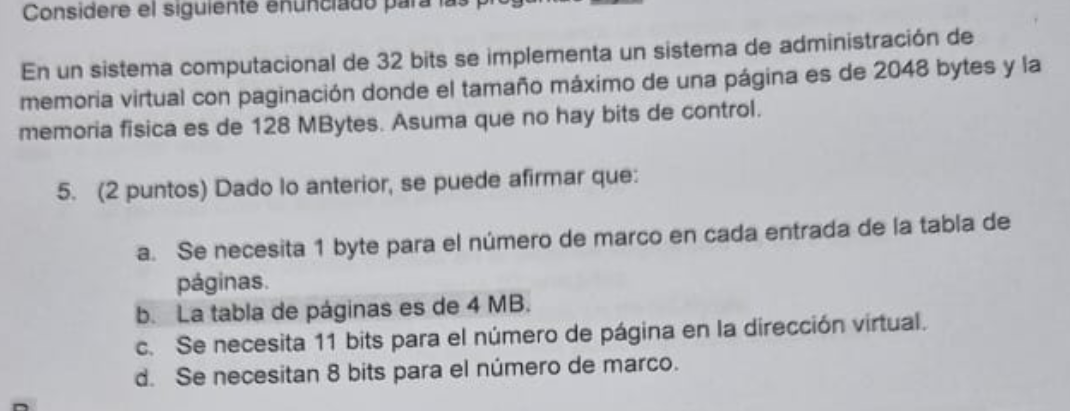 Considere el siguiente enunciado para las
En un sistema computacional de 32 bits se implementa un sistema de administración de
memoria virtual con paginación donde el tamaño máximo de una página es de 2048 bytes y la
memoria física es de 128 MBytes. Asuma que no hay bits de control.
5. (2 puntos) Dado lo anterior, se puede afirmar que:
a. Se necesita 1 byte para el número de marco en cada entrada de la tabla de
páginas.
b. La tabla de páginas es de 4 MB.
c. Se necesita 11 bits para el número de página en la dirección virtual.
d. Se necesitan 8 bits para el número de marco.